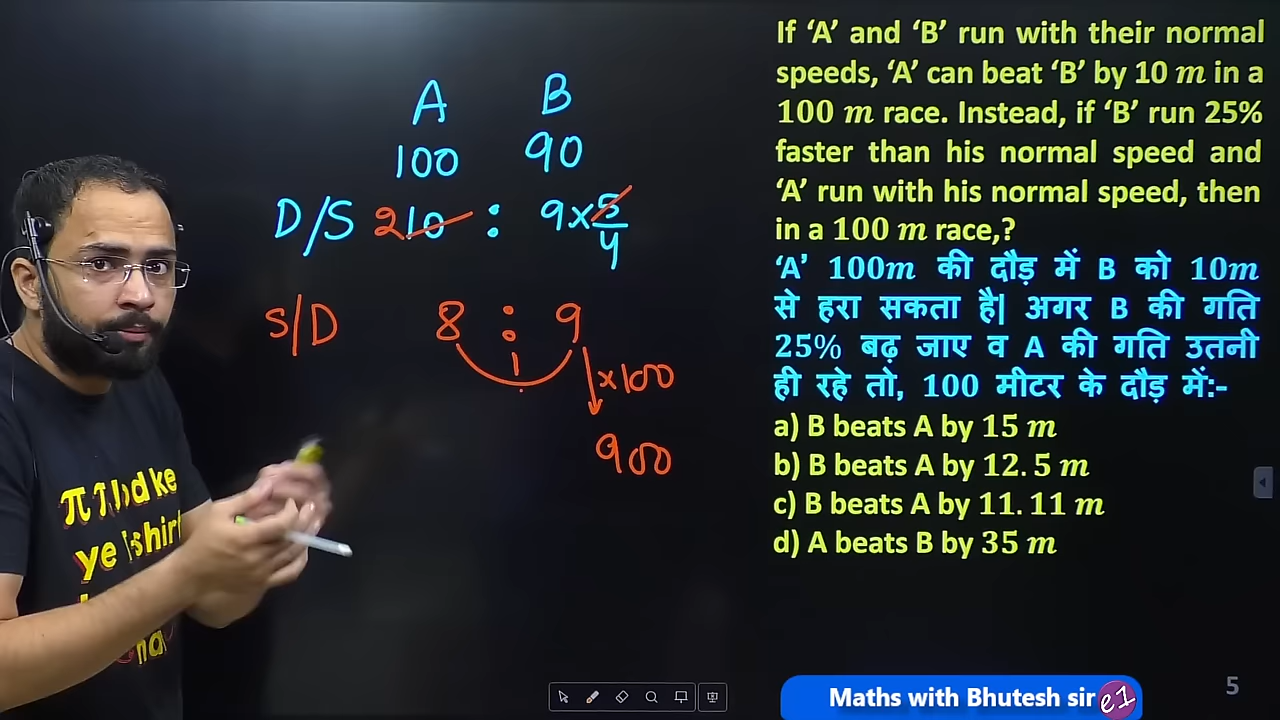 If ‘A’ and ‘B’ run with their normal
speeds, ‘A’ can beat ‘B’ by 10 m in a
100 m race. Instead, if ‘B’ run 25%
faster than his normal speed and
‘A’ run with his normal speed, then
in a 100 m race,?
‘A’ 100m की दौड़ में B को 10m
से हरा सकता है| अगर B की गति
25% बढ़ जाए व A की गति उतनी
ही रहे तो, 100 मीटर के दौड़ में:-
a) B beats A by 15 m
b) B beats A by 12. 5 m
c) B beats A by 11. 11 m
d) A beats B by 35 m
A B
100 90
D/S 2 10 : 9 × 5/4
S/D 8 : 9
1
×100
900
ye shirt
Maths with Bhutesh sir e1
5